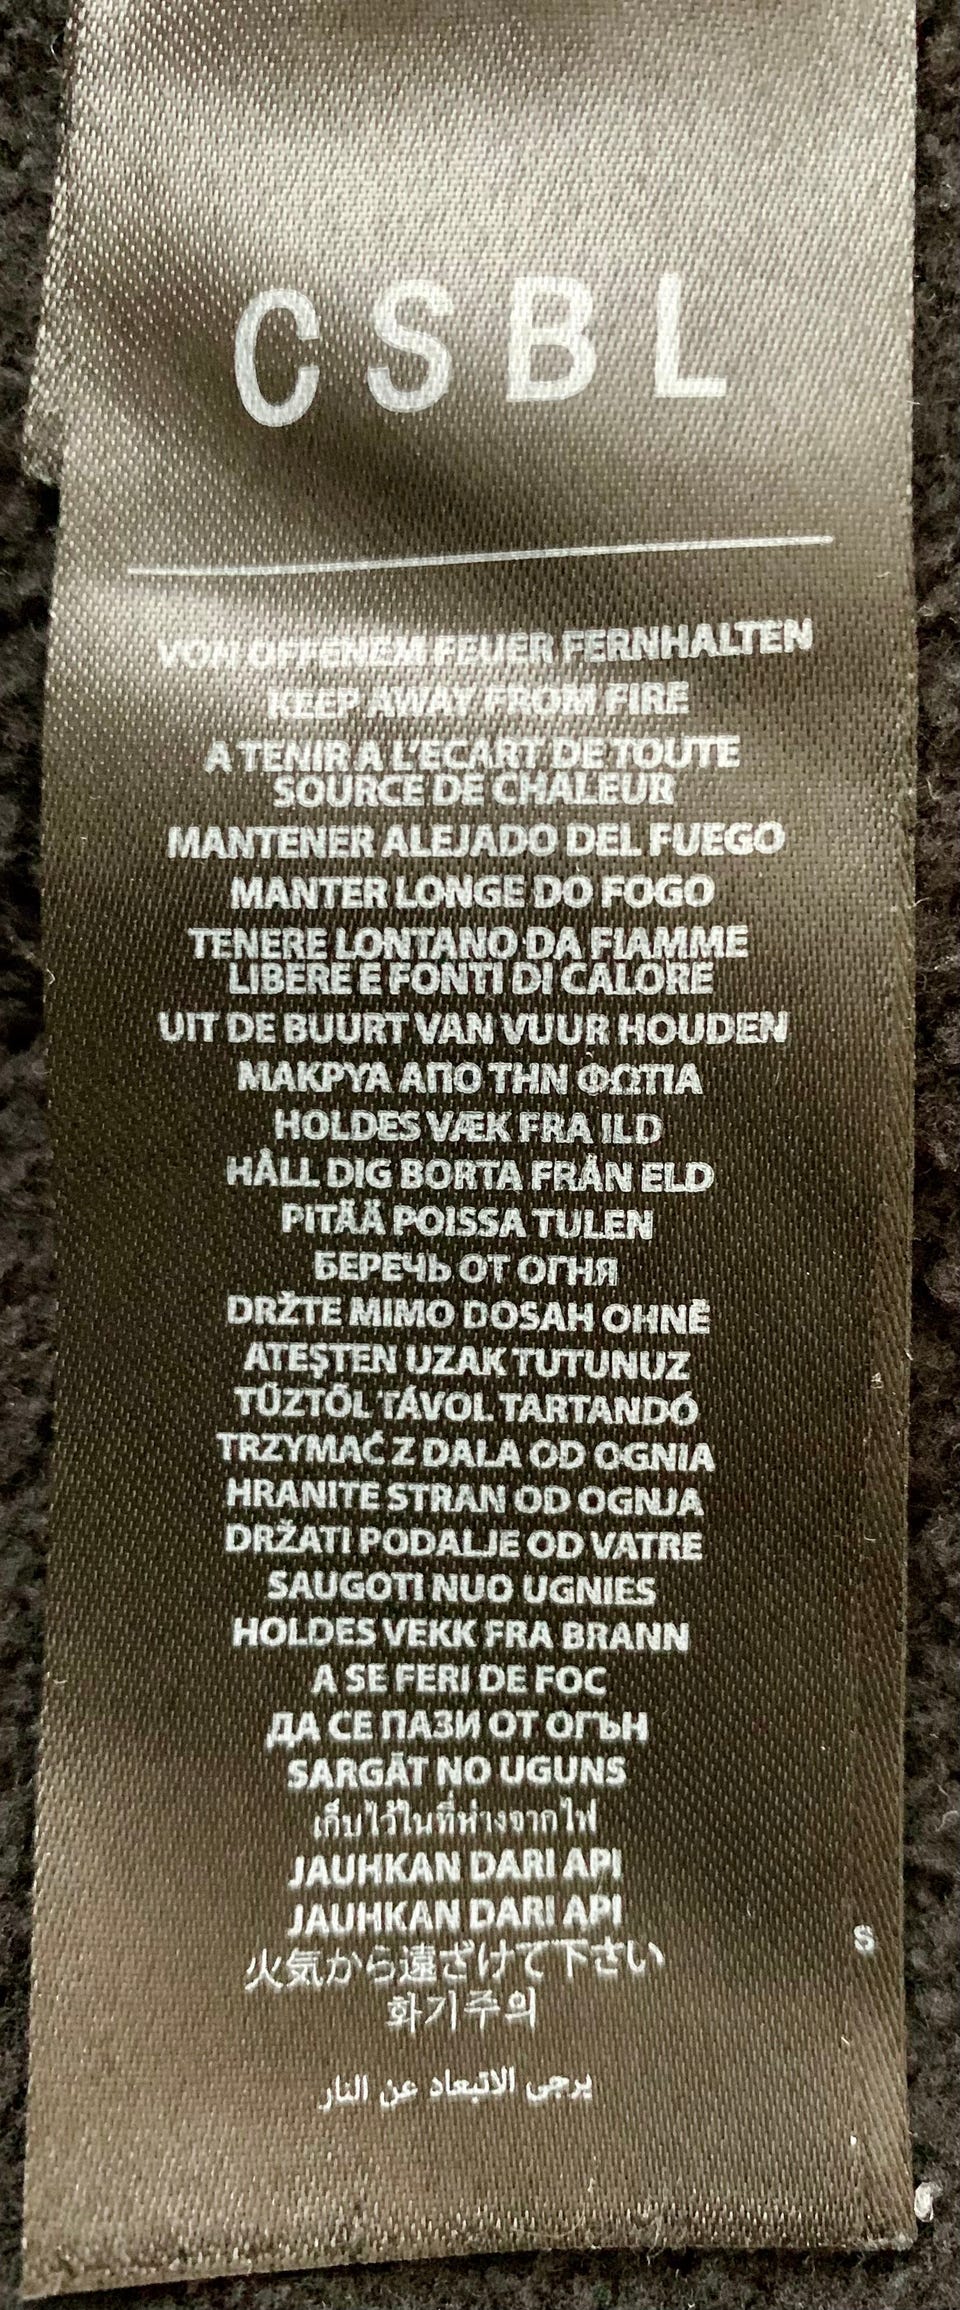 CSBL
VON OFFENEM FEUER FERNHALTEN
KEEP AWAY FROM FIRE
A TENIR A L'ECART DE TOUTE
SOURCE DE CHALEUR
MANTENER ALEJADO DEL FUEGO
MANTER LONGE DO FOGO
TENERE LONTANO DA FIAMME
LIBERE E FONTI DI CALORE
UIT DE BUURT VAN VUUR HOUDEN
ΜΑΚΡΥΑ ΑΠΟ ΤΗΝ ΦΩΤΙΑ
HOLDES VÆK FRA ILD
HÅLL DIG BORTA FRÅN ELD
PITÄÄ POISSA TULEN
БЕРЕЧЬ ОТ ОГНЯ
DRŽTE MIMO DOSAH OHNĚ
ATEŞTEN UZAK TUTUNUZ
TŰZTŐL TÁVOL TARTANDÓ
TRZYMAĆ Z DALA OD OGNIA
HRANITE STRAN OD OGNJA
DRŽATI PODALJE OD VATRE
SAUGOTI NUO UGNIES
HOLDES VEKK FRA BRANN
A SE FERI DE FOC
ДА СЕ ПАЗИ ОТ ОГЪН
SARGĀT NO UGUNS
เก็บไว้ในที่ห่างจากไฟ
JAUHKAN DARI API
JAUHKAN DARI API
火気から遠ざけて下さい
S
화기주의
يرجى الابتعاد عن النار